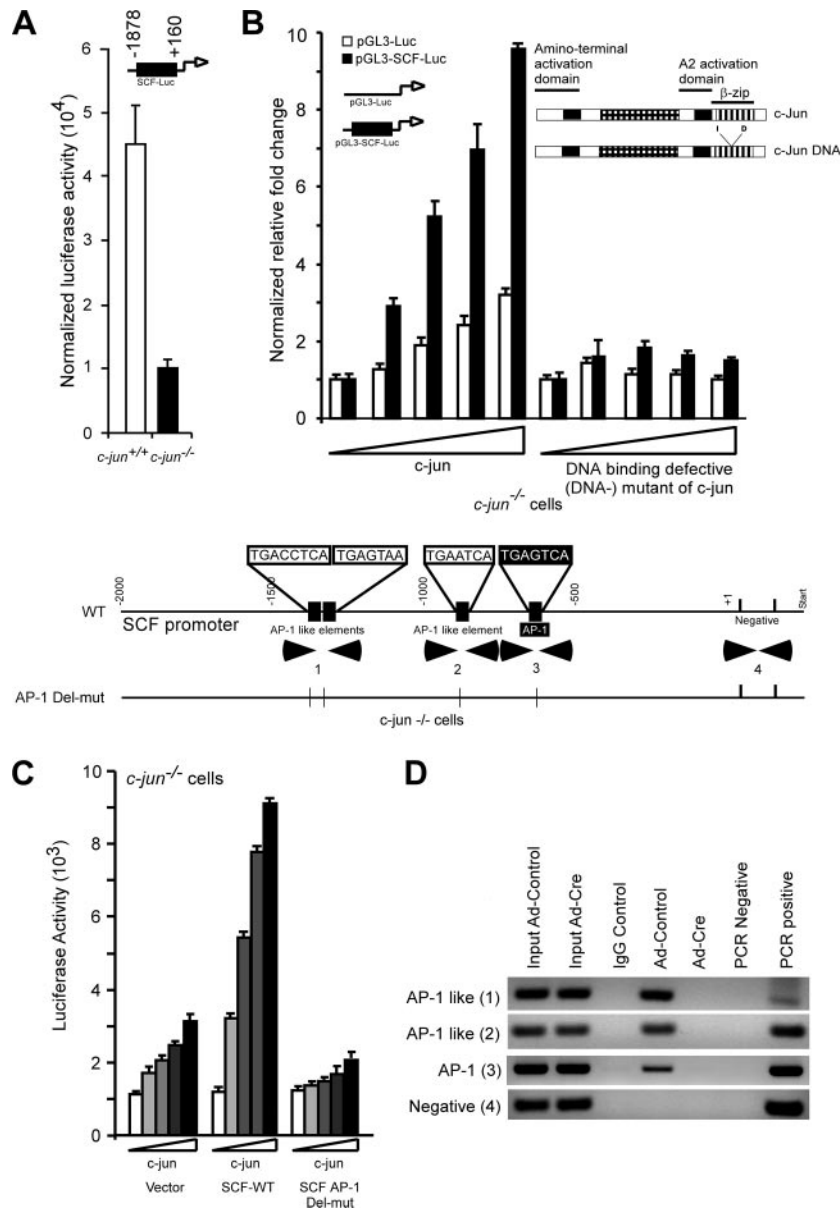 A
-1878
+160
SCF-Luc
Normalized luciferase activity (10^4)
6
5
4
3
2
1
0
c-jun+/+ c-jun-/-
B
pGL3-Luc
pGL3-SCF-Luc
pGL3-Luc
pGL3-SCF-Luc
Normalized relative fold change
10
8
6
4
2
0
Amino-terminal
activation
domain
A2 activation
domain
β-zip
c-Jun
I D
c-Jun DNA
c-jun
DNA binding defective
(DNA-) mutant of c-jun
c-jun-/- cells
TGACCTCA
TGAGTAA
TGAATCA
TGAGTCA
-2000
-1500
-1000
-500
+1
Start
WT
SCF promoter
AP-1 like elements
AP-1 like element
AP-1
Negative
1
2
3
4
AP-1 Del-mut
c-jun -/- cells
C
c-jun-/- cells
Luciferase Activity (10^3)
10
8
6
4
2
0
c-jun
c-jun
c-jun
Vector
SCF-WT
SCF AP-1
Del-mut
D
Input Ad-Control
Input Ad-Cre
IgG Control
Ad-Control
Ad-Cre
PCR Negative
PCR positive
AP-1 like (1)
AP-1 like (2)
AP-1 (3)
Negative (4)